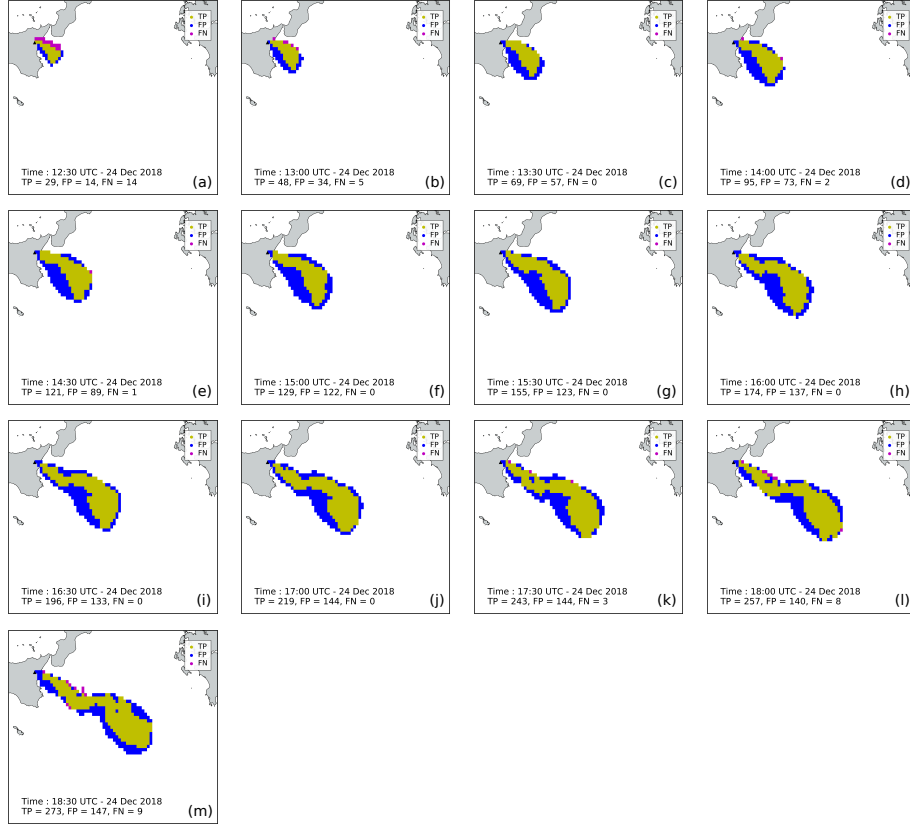 TP
FP
FN
Time : 12:30 UTC - 24 Dec 2018
TP = 29, FP = 14, FN = 14
(a)
TP
FP
FN
Time : 13:00 UTC - 24 Dec 2018
TP = 48, FP = 34, FN = 5
(b)
TP
FP
FN
Time : 13:30 UTC - 24 Dec 2018
TP = 69, FP = 57, FN = 0
(c)
TP
FP
FN
Time : 14:00 UTC - 24 Dec 2018
TP = 95, FP = 73, FN = 2
(d)
TP
FP
FN
Time : 14:30 UTC - 24 Dec 2018
TP = 121, FP = 89, FN = 1
(e)
TP
FP
FN
Time : 15:00 UTC - 24 Dec 2018
TP = 129, FP = 122, FN = 0
(f)
TP
FP
FN
Time : 15:30 UTC - 24 Dec 2018
TP = 155, FP = 123, FN = 0
(g)
TP
FP
FN
Time : 16:00 UTC - 24 Dec 2018
TP = 174, FP = 137, FN = 0
(h)
TP
FP
FN
Time : 16:30 UTC - 24 Dec 2018
TP = 196, FP = 133, FN = 0
(i)
TP
FP
FN
Time : 17:00 UTC - 24 Dec 2018
TP = 219, FP = 144, FN = 0
(j)
TP
FP
FN
Time : 17:30 UTC - 24 Dec 2018
TP = 243, FP = 144, FN = 3
(k)
TP
FP
FN
Time : 18:00 UTC - 24 Dec 2018
TP = 257, FP = 140, FN = 8
(l)
TP
FP
FN
Time : 18:30 UTC - 24 Dec 2018
TP = 273, FP = 147, FN = 9
(m)